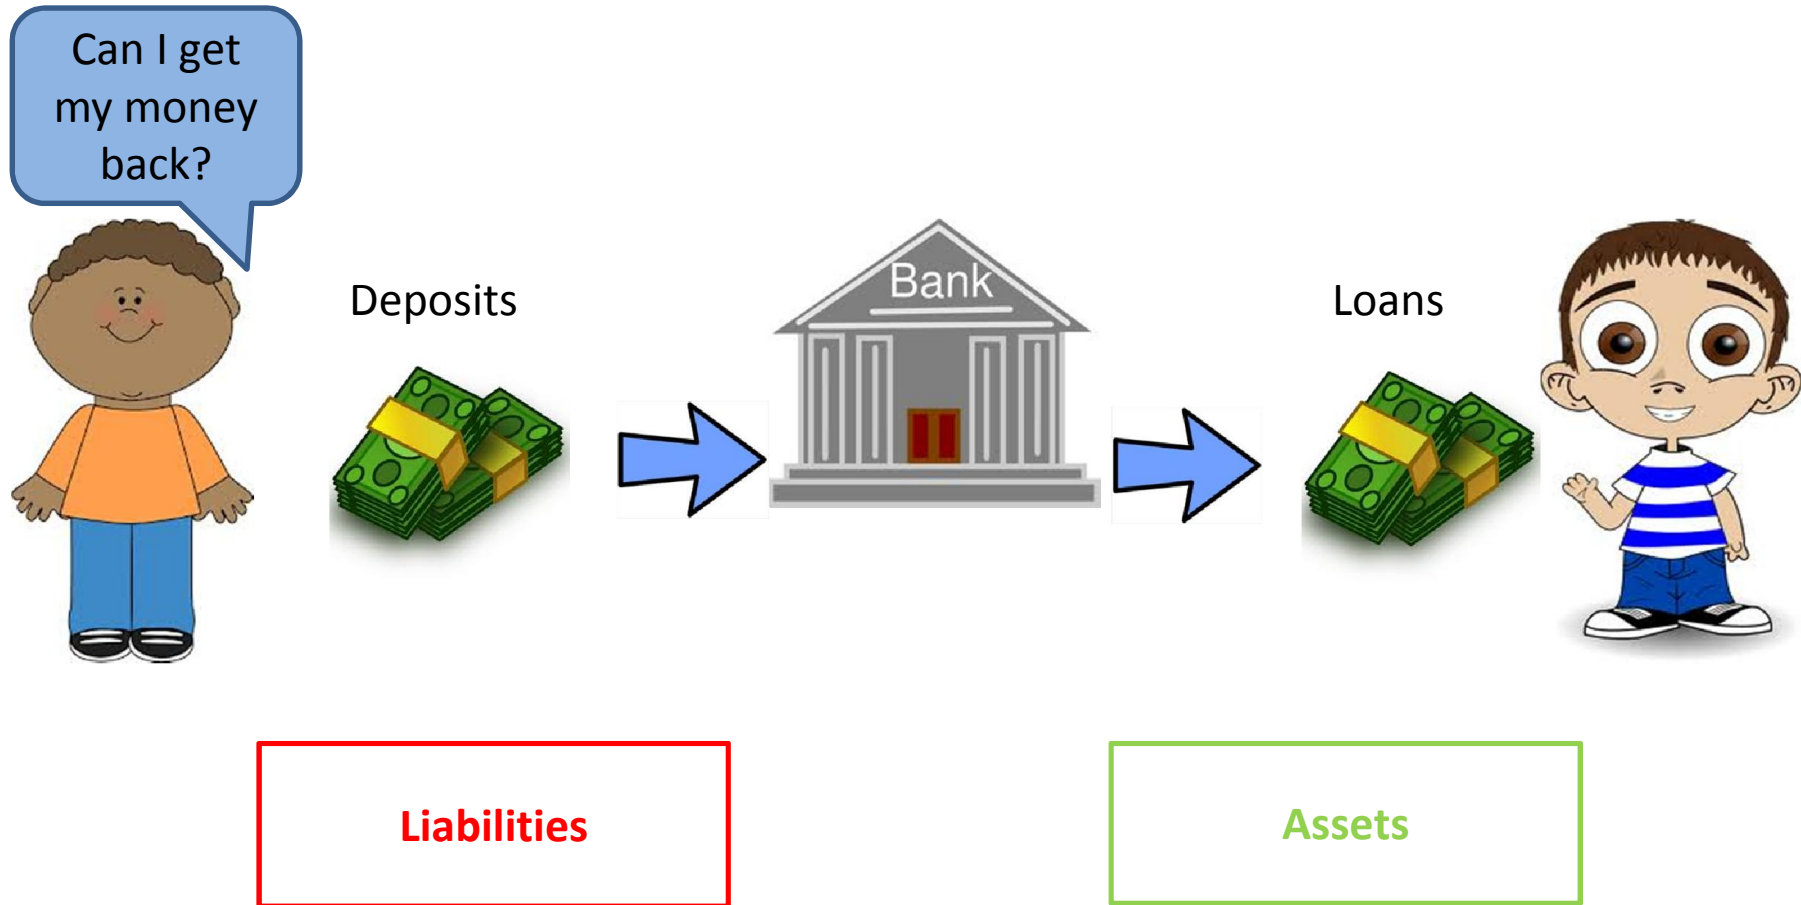 Can I get
my money
back?
Deposits
Bank
Loans
Liabilities
Assets